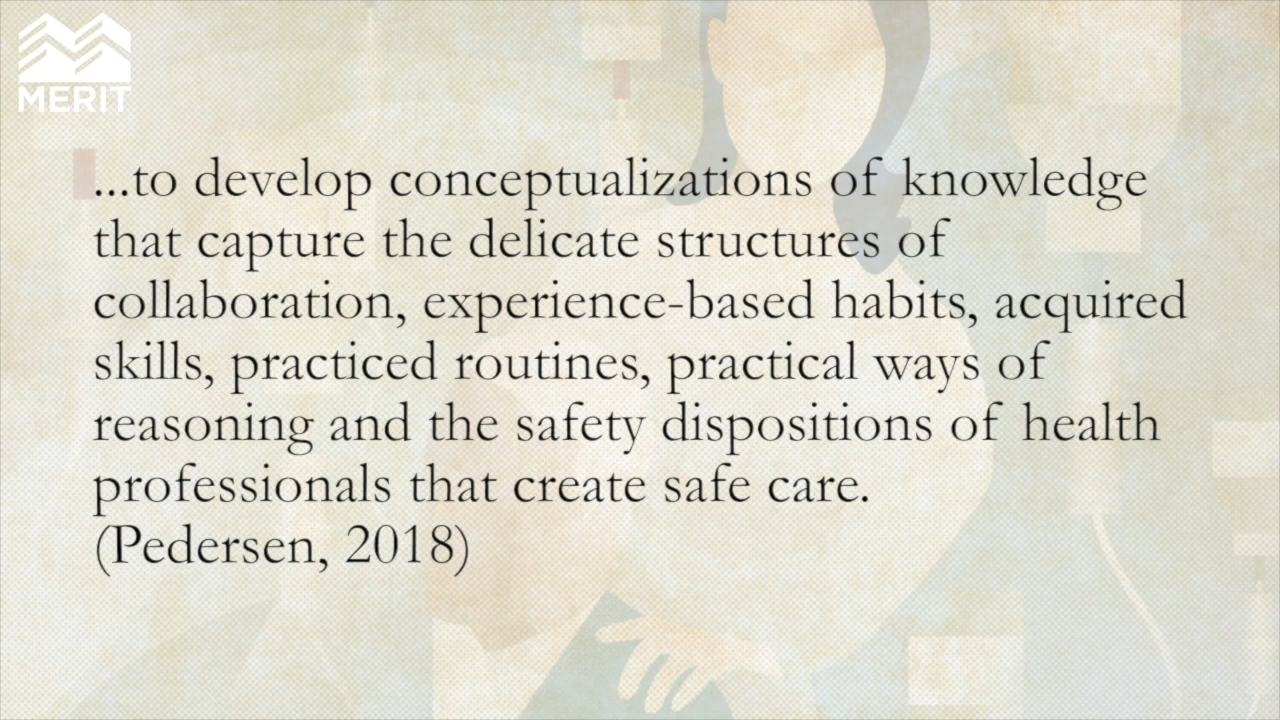 MERIT
...to develop conceptualizations of knowledge
that capture the delicate structures of
collaboration, experience-based habits, acquired
skills, practiced routines, practical ways of
reasoning and the safety dispositions of health
professionals that create safe care.
(Pedersen, 2018)